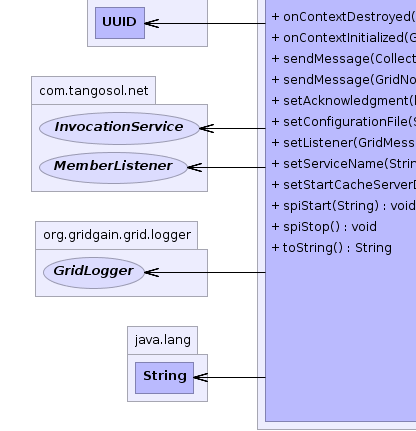 UUID
com.tangosol.net
InvocationService
MemberListener
org.gridgain.grid.logger
GridLogger
java.lang
String
+ onContextDestroyed(
+ onContextInitialized(G
+ sendMessage(Collect
+ sendMessage(GridNo
+ setAcknowledgment(
+ setConfigurationFile(S
+ setListener(GridMess
+ setServiceName(Strin
+ setStartCacheServer
+ spiStart(String) : void
+ spiStop() : void
+ toString() : String